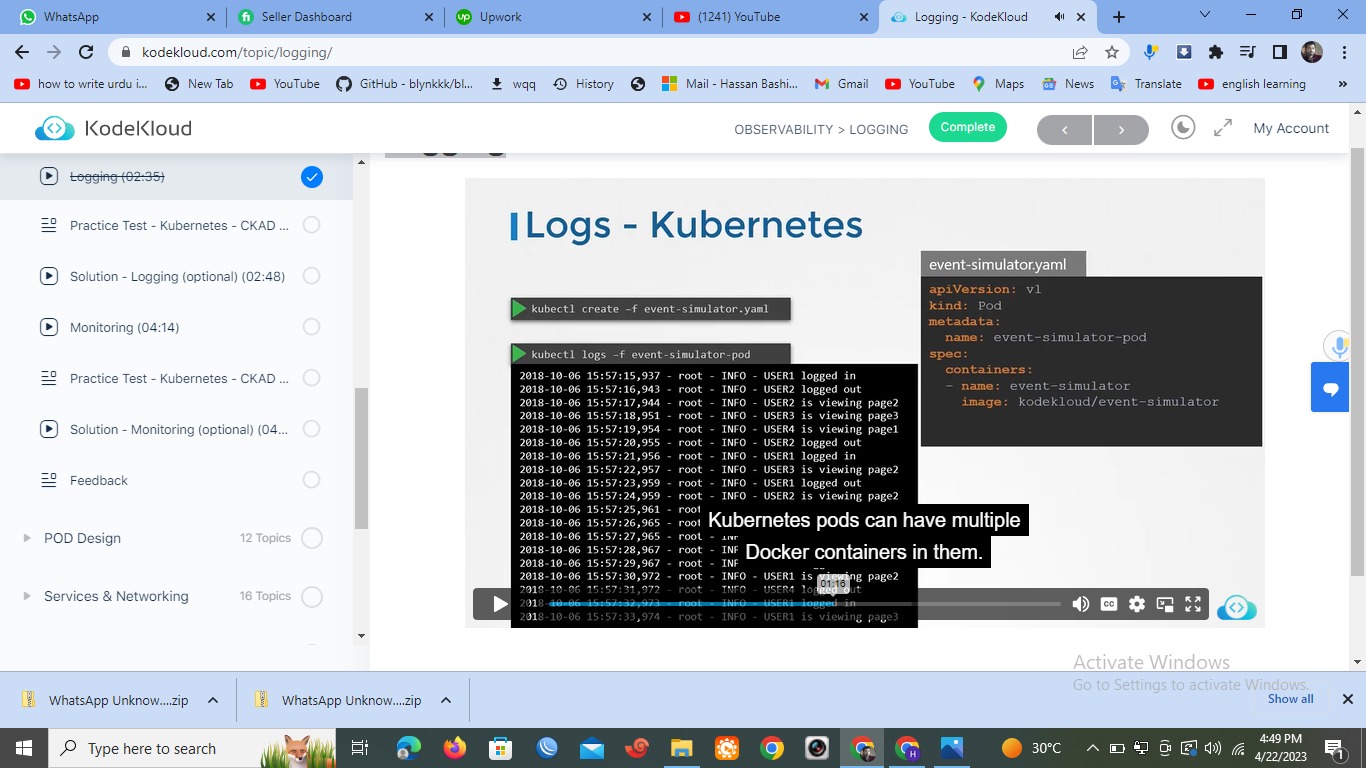 WhatsApp
Seller Dashboard
Upwork
(1241) YouTube
Logging - KodeKloud
kodekloud.com/topic/logging/
how to write urdu i...
New Tab
YouTube
GitHub - blynkkk/bl...
wqq
History
Mail - Hassan Bashi...
Gmail
YouTube
Maps
News
Translate
english learning
KodeKloud
OBSERVABILITY > LOGGING
Complete
My Account
Logging (02:35)
Practice Test - Kubernetes - CKAD ...
Solution - Logging (optional) (02:48)
Monitoring (04:14)
Practice Test - Kubernetes - CKAD ...
Solution - Monitoring (optional) (04...
Feedback
POD Design
12 Topics
Services & Networking
16 Topics
Logs - Kubernetes
kubectl create –f event-simulator.yaml
kubectl logs –f event-simulator-pod
2018-10-06 15:57:15,937 - root - INFO - USER1 logged in
2018-10-06 15:57:16,943 - root - INFO - USER2 logged out
2018-10-06 15:57:17,944 - root - INFO - USER2 is viewing page2
2018-10-06 15:57:18,951 - root - INFO - USER3 is viewing page3
2018-10-06 15:57:19,954 - root - INFO - USER4 is viewing page1
2018-10-06 15:57:20,955 - root - INFO - USER2 logged out
2018-10-06 15:57:21,956 - root - INFO - USER1 logged in
2018-10-06 15:57:22,957 - root - INFO - USER3 is viewing page2
2018-10-06 15:57:23,959 - root - INFO - USER1 logged out
2018-10-06 15:57:24,959 - root - INFO - USER2 is viewing page2
2018-10-06 15:57:25,961 - root
2018-10-06 15:57:26,965 - root
2018-10-06 15:57:27,965 - root - INF
2018-10-06 15:57:28,967 - root - INF
2018-10-06 15:57:29,967 - root - INF
2018-10-06 15:57:30,972 - root - INFO - USER1 is viewing page2
2018-10-06 15:57:31,972 - root - INFO - USER4 logged out
2018-10-06 15:57:32,973 - root - INFO - USER1 logged in
2018-10-06 15:57:33,974 - root - INFO - USER1 is viewing page3
event-simulator.yaml
apiVersion: v1
kind: Pod
metadata:
name: event-simulator-pod
spec:
containers:
- name: event-simulator
image: kodekloud/event-simulator
Kubernetes pods can have multiple
Docker containers in them.
01:16
CC
Activate Windows
Go to Settings to activate Windows.
WhatsApp Unknow....zip
WhatsApp Unknow....zip
Show all
Type here to search
30°C
4:49 PM
4/22/2023